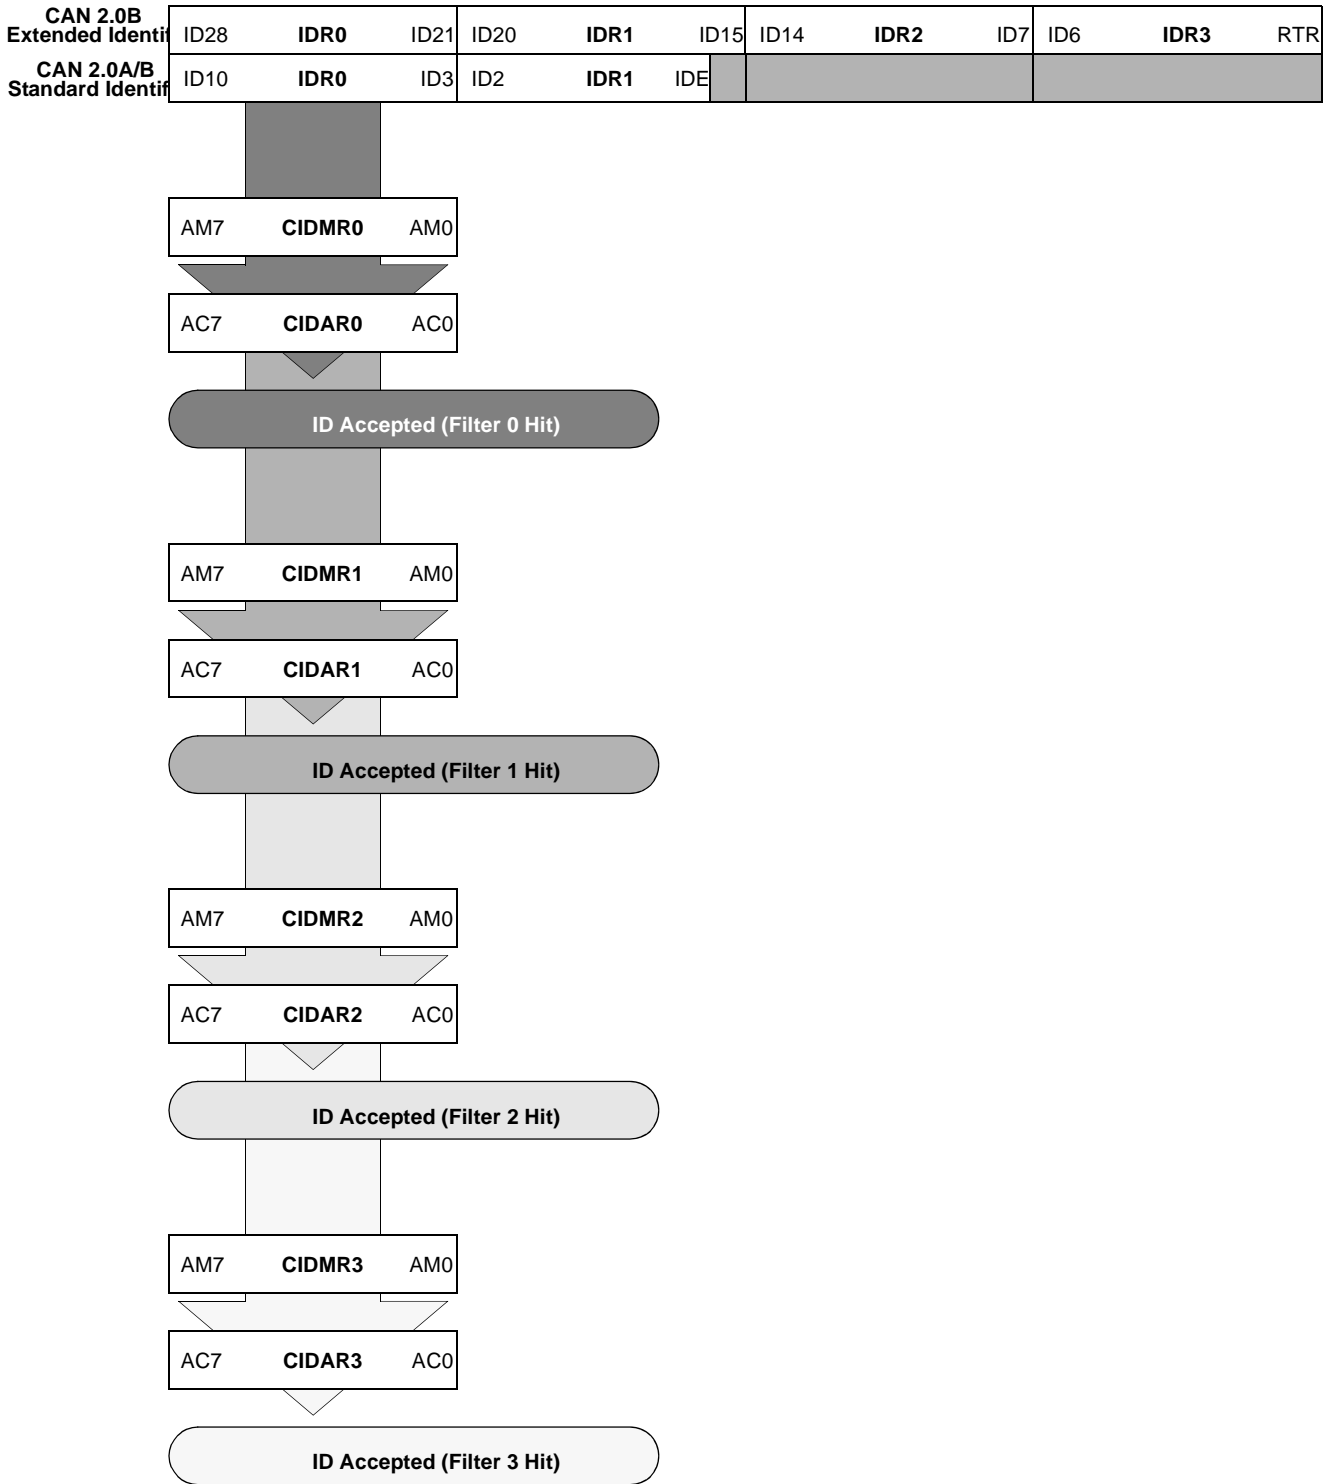 CAN 2.0B
Extended Identif ID28 IDR0 ID21 ID20 IDR1 ID15 ID14 IDR2 ID7 ID6 IDR3 RTR
CAN 2.0A/B
Standard Identif ID10 IDR0 ID3 ID2 IDR1 IDE
AM7 CIDMR0 AM0
AC7 CIDAR0 AC0
ID Accepted (Filter 0 Hit)
AM7 CIDMR1 AM0
AC7 CIDAR1 AC0
ID Accepted (Filter 1 Hit)
AM7 CIDMR2 AM0
AC7 CIDAR2 AC0
ID Accepted (Filter 2 Hit)
AM7 CIDMR3 AM0
AC7 CIDAR3 AC0
ID Accepted (Filter 3 Hit)